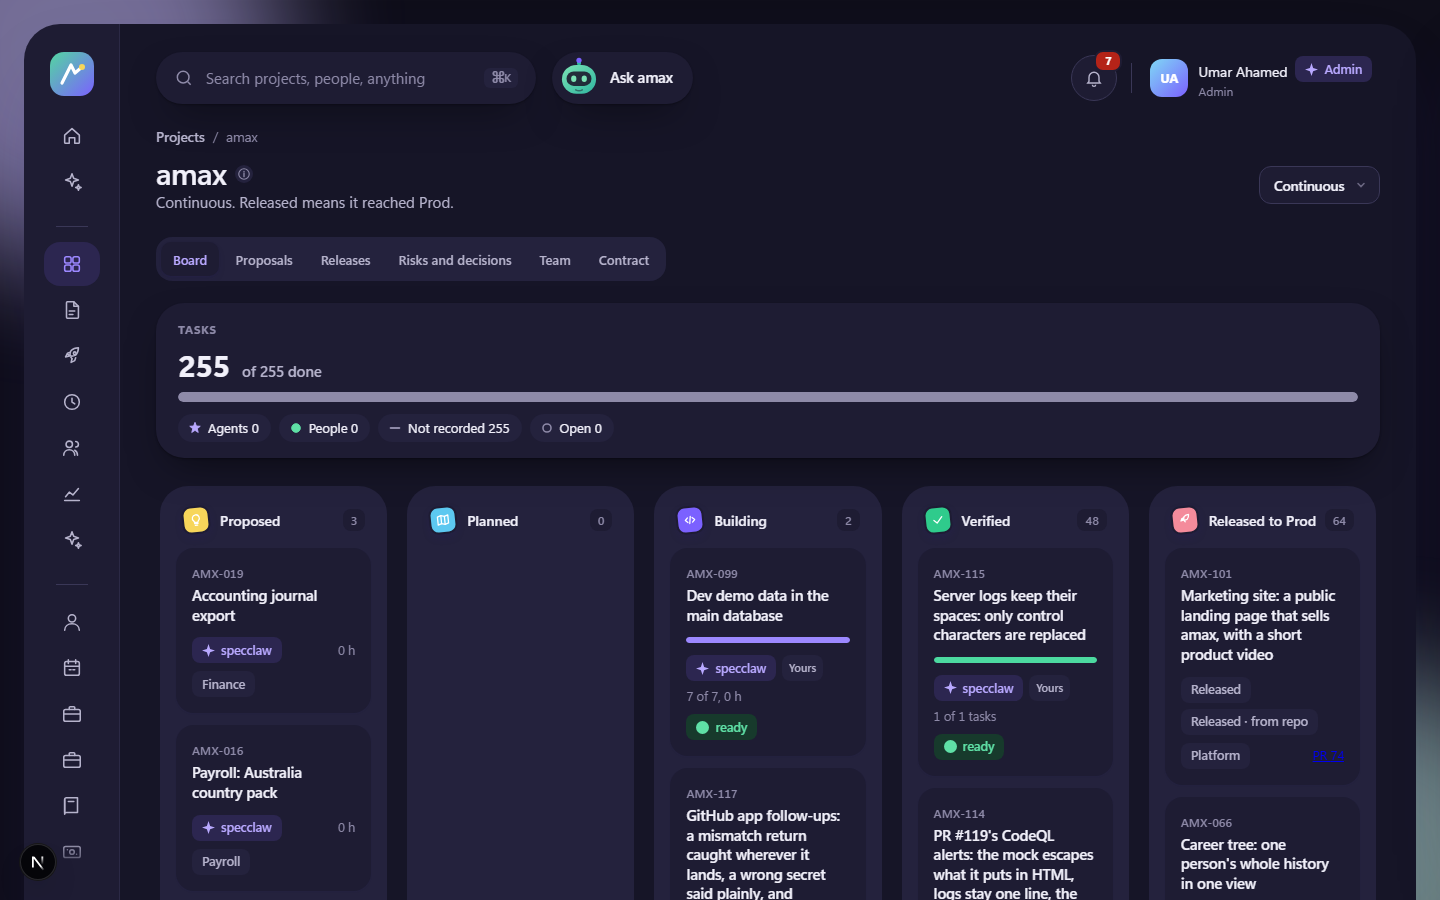 Search projects, people, anything
⌘K
Ask amax
7
UA
Umar Ahamed
Admin
Admin
Projects / amax
amax
Continuous. Released means it reached Prod.
Continuous
Board
Proposals
Releases
Risks and decisions
Team
Contract
TASKS
255 of 255 done
Agents 0
People 0
Not recorded 255
Open 0
Proposed 3
AMX-019
Accounting journal
export
specclaw
0 h
Finance
AMX-016
Payroll: Australia
country pack
specclaw
0 h
Payroll
Planned 0
Building 2
AMX-099
Dev demo data in the
main database
specclaw
Yours
7 of 7, 0 h
ready
AMX-117
GitHub app follow-ups:
a mismatch return
caught wherever it
lands, a wrong secret
said plainly, and
Verified 48
AMX-115
Server logs keep their
spaces: only control
characters are replaced
specclaw
Yours
1 of 1 tasks
ready
AMX-114
PR #119's CodeQL
alerts: the mock escapes
what it puts in HTML,
logs stay one line, the
Released to Prod 64
AMX-101
Marketing site: a public
landing page that sells
amax, with a short
product video
Released
Released · from repo
Platform
AMX-066
Career tree: one
person's whole history
in one view
N